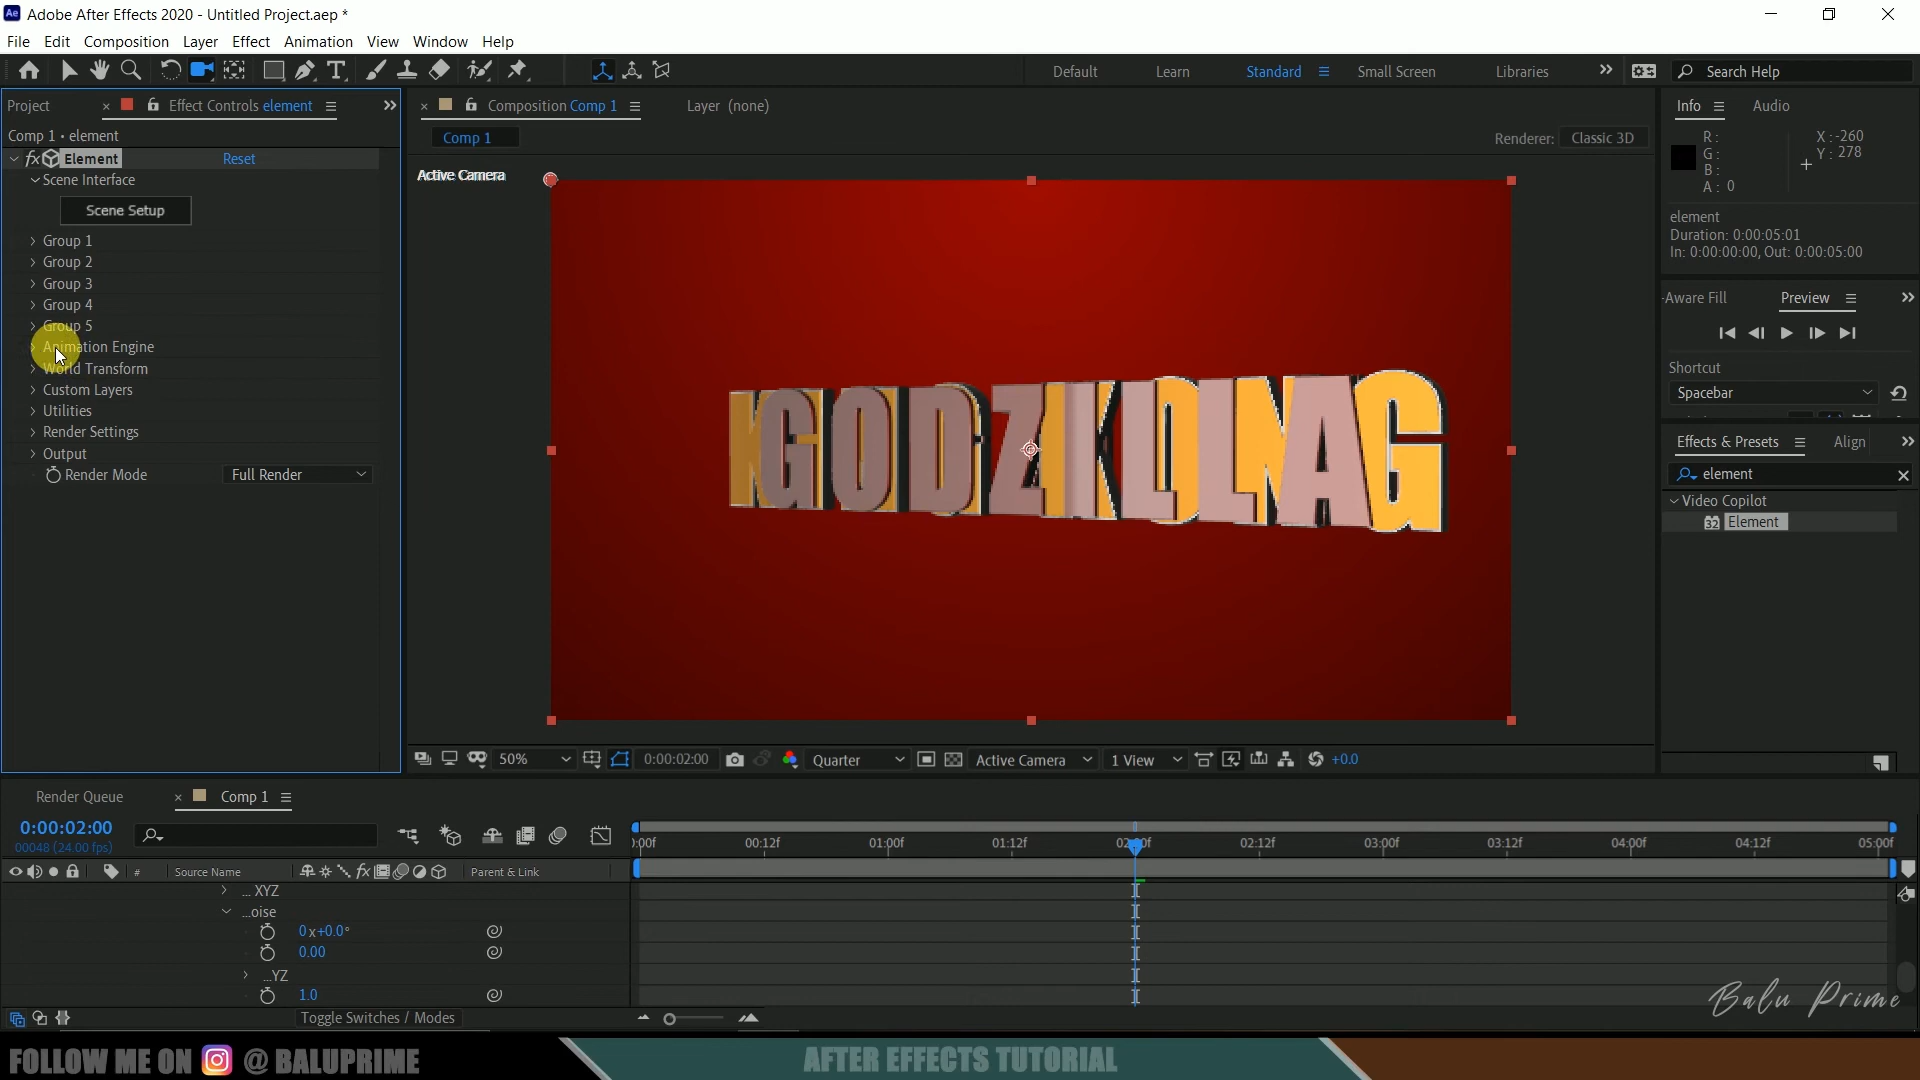 Adobe After Effects 2020 - Untitled Project.aep *
File Edit Composition Layer Effect Animation View Window Help
Default Learn Standard Small Screen Libraries Search Help
Project Effect Controls element Composition Comp 1 Layer (none) Info Audio
Comp 1 • element
Comp 1 Renderer: Classic 3D
R: X: -260
G: Y: 278
B:
A: 0
Element Reset
Active Camera
Scene Interface
Scene Setup
element
Duration: 0:00:05:01
In: 0:00:00:00, Out: 0:00:05:00
Group 1
Group 2
Group 3
Group 4
Group 5
Animation Engine
World Transform
Custom Layers
Utilities
Render Settings
Output
Render Mode Full Render
-Aware Fill Preview
Shortcut
Spacebar
Effects & Presets Align
element
Video Copilot
32 Element
50% 0:00:02:00 Quarter Active Camera 1 View +0.0
Render Queue Comp 1
0:00:02:00
00048 (24.00 fps)
):00f 00:12f 01:00f 01:12f 02:00f 02:12f 03:00f 03:12f 04:00f 04:12f 05:00f
# Source Name Parent & Link
... XYZ
...oise
0x+0.0°
0.00
...YZ
1.0
Toggle Switches / Modes
Balu Prime
FOLLOW ME ON @ BALUPRIME AFTER EFFECTS TUTORIAL